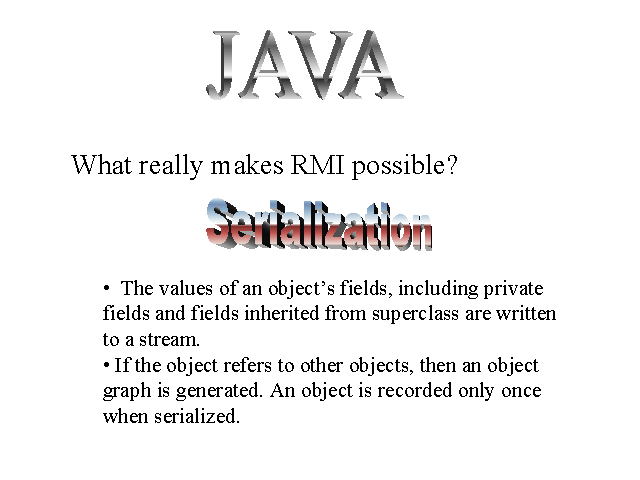 JAVA
What really makes RMI possible?
Serialization
• The values of an object’s fields, including private
fields and fields inherited from superclass are written
to a stream.
• If the object refers to other objects, then an object
graph is generated. An object is recorded only once
when serialized.